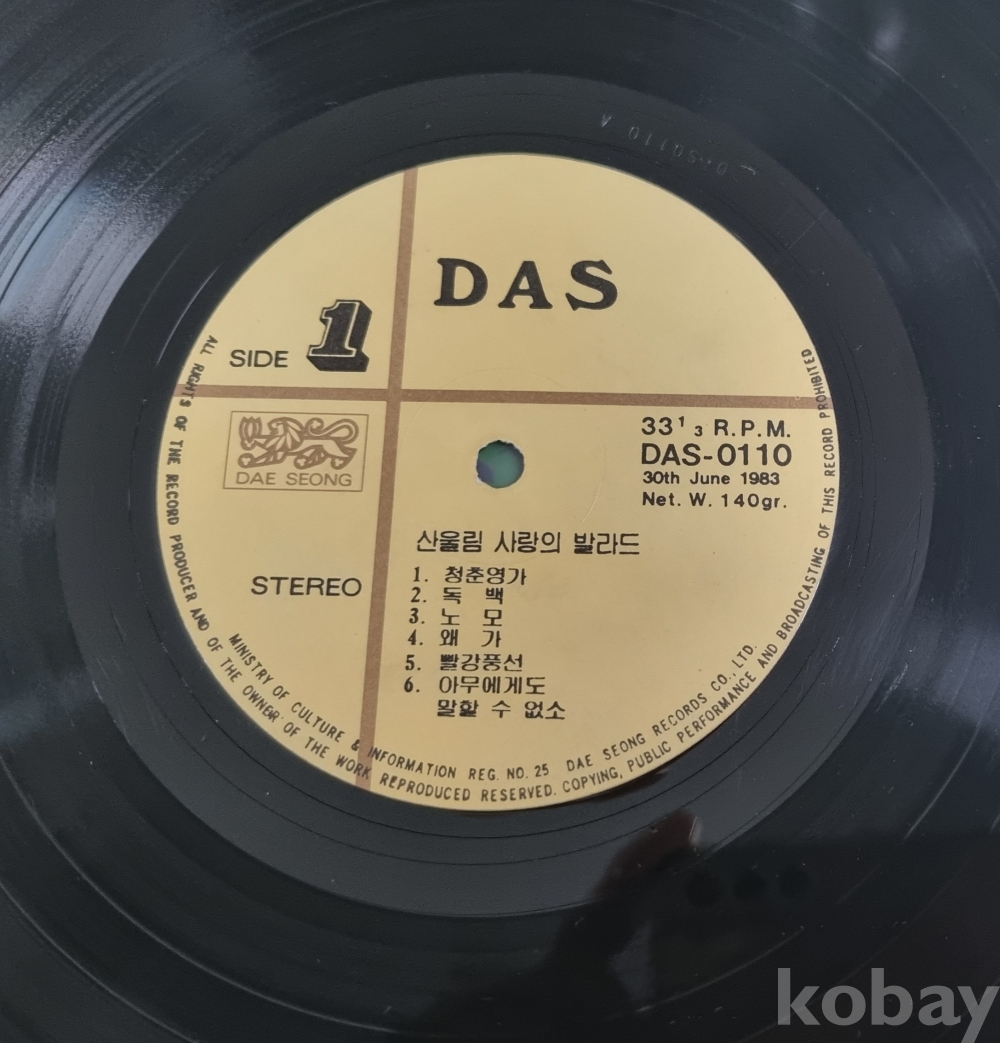 DAS
SIDE 1
DAE SEONG
STEREO
33 1 3 R.P.M.
DAS-0110
30th June 1983
Net. W. 140gr.
산울림 사랑의 발라드
1. 청춘영가
2. 독 백
3. 노 모
4. 왜 가
5. 빨강풍선
6. 아무에게도
말할 수 없소
MINISTRY OF CULTURE & INFORMATION REG. NO. 25 DAE SEONG RECORDS CO., LTD.
ALL RIGHTS OF THE RECORD PRODUCER AND OF THE OWNER OF THE WORK REPRODUCED RESERVED. COPYING, PUBLIC PERFORMANCE AND BROADCASTING OF THIS RECORD PROHIBITED
kobay